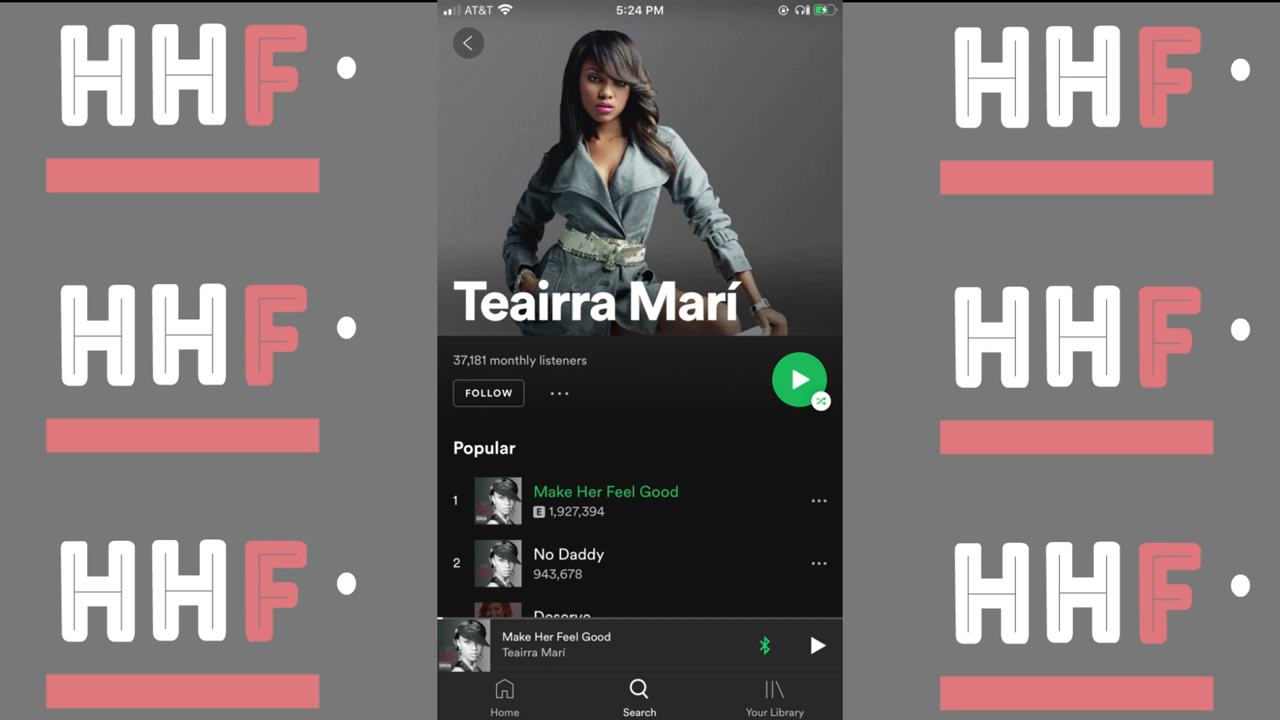 HHF
HHF
HHF
AT&T 5:24 PM
Teairra Marí
37,181 monthly listeners
FOLLOW
Popular
1 Make Her Feel Good
E 1,927,394
2 No Daddy
943,678
Deserve
Make Her Feel Good
Teairra Marí
Home Search Your Library
HHF
HHF
HHF